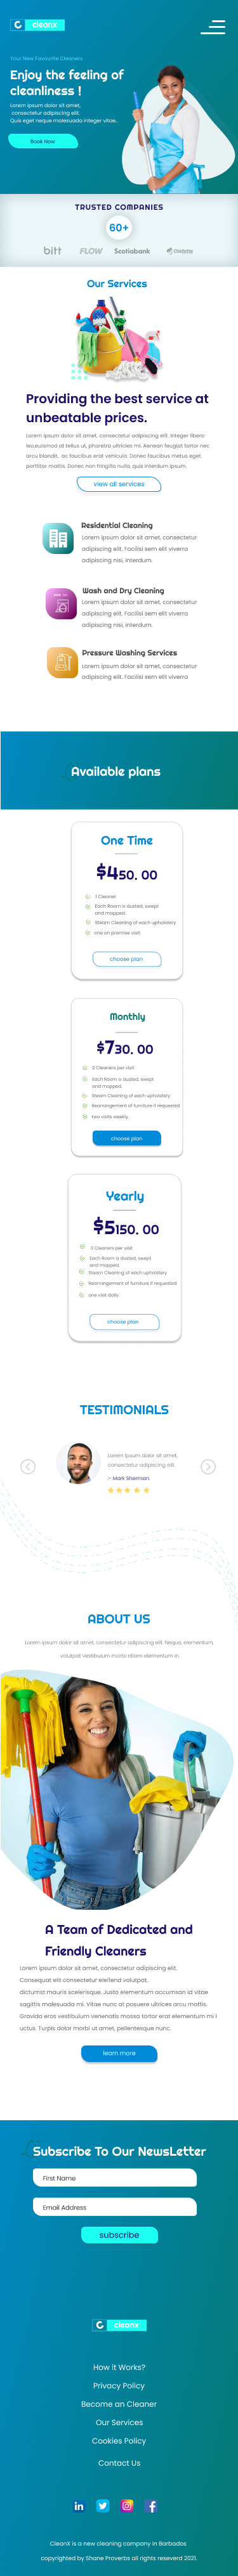 cleanx
Your New Favourite Cleaners
Enjoy the feeling of
cleanliness !
Lorem ipsum dolor sit amet,
consectetur adipiscing elit.
Quis eget neque malesuada integer vitae..
Book Now
TRUSTED COMPANIES
60+
bitt FLOW Scotiabank
Our Services
Providing the best service at
unbeatable prices.
Lorem ipsum dolor sit amet, consectetur adipiscing elit. Integer libero
leo,euismod at tellus ut, pharetra ultricies mi. Aenean feugiat tortor nec
arcu blandit, ac faucibus erat vehicula. Donec faucibus metus eget
porttitor mattis. Donec non fringilla nulla, quis interdum ipsum.
view all services
Residential Cleaning
Lorem ipsum dolor sit amet, consectetur
adipiscing elit. Facilisi sem elit viverra
adipiscing nisi, interdum.
Wash and Dry Cleaning
Lorem ipsum dolor sit amet, consectetur
adipiscing elit. Facilisi sem elit viverra
adipiscing nisi, interdum.
Pressure Washing Services
Lorem ipsum dolor sit amet, consectetur
adipiscing elit. Facilisi sem elit viverra
Available plans
One Time
$450. 00
1 Cleaner
Each Room is dusted, swept
and mopped.
Steam Cleaning of each upholstery
one on premise visit.
choose plan
Monthly
$730. 00
2 Cleaners per visit
Each Room is dusted, swept
and mopped.
Steam Cleaning of each upholstery
Rearrangement of furniture if requested
two visits weekly.
choose plan
Yearly
$5150. 00
3 Cleaners per visit
Each Room is dusted, swept
and mopped.
Steam Cleaning of each upholstery
Rearrangement of furniture if requested
one visit daily.
choose plan
TESTIMONIALS
Lorem ipsum dolor sit amet,
consectetur adipiscing elit.
:- Mark Sherman
ABOUT US
Lorem ipsum dolor sit amet, consectetur adipiscing elit. Neque, elementum,
volutpat vestibulum morbi etiam elementum in.
A Team of Dedicated and
Friendly Cleaners
Lorem ipsum dolor sit amet, consectetur adipiscing elit.
Consequat elit consectetur eleifend volutpat,
dictumst mauris scelerisque. Justo elementum accumsan id vitae
sagittis malesuada mi. Vitae nunc at posuere ultrices arcu mattis.
Gravida eros vestibulum venenatis massa tortor erat elementum mi l
uctus. Turpis dolor morbi ut amet, pellentesque nunc.
learn more
Subscribe To Our NewsLetter
First Name
Email Address
subscribe
cleanx
How it Works?
Privacy Policy
Become an Cleaner
Our Services
Cookies Policy
Contact Us
CleanX is a new cleaning company in Barbados
copyrighted by Shane Proverbs all rights reseverd 2021.